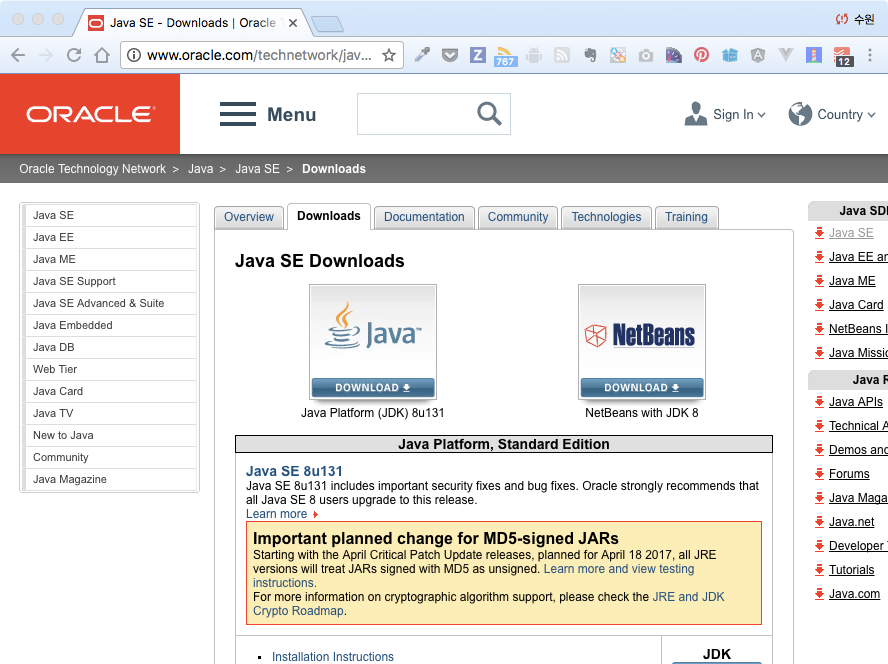 Java SE - Downloads | Oracle T
수원
www.oracle.com/technetwork/jav...
767
12
ORACLE
Menu
Sign In
Country
Oracle Technology Network > Java > Java SE > Downloads
Java SE
Java EE
Java ME
Java SE Support
Java SE Advanced & Suite
Java Embedded
Java DB
Web Tier
Java Card
Java TV
New to Java
Community
Java Magazine
Overview
Downloads
Documentation
Community
Technologies
Training
Java SE Downloads
Java™
DOWNLOAD
Java Platform (JDK) 8u131
NetBeans
DOWNLOAD
NetBeans with JDK 8
Java Platform, Standard Edition
Java SE 8u131
Java SE 8u131 includes important security fixes and bug fixes. Oracle strongly recommends that
all Java SE 8 users upgrade to this release.
Learn more
Important planned change for MD5-signed JARs
Starting with the April Critical Patch Update releases, planned for April 18 2017, all JRE
versions will treat JARs signed with MD5 as unsigned. Learn more and view testing
instructions.
For more information on cryptographic algorithm support, please check the JRE and JDK
Crypto Roadmap.
Installation Instructions
JDK
Java SD
Java SE
Java EE an
Java ME
Java Card
NetBeans I
Java Missio
Java R
Java APIs
Technical A
Demos and
Forums
Java Maga
Java.net
Developer T
Tutorials
Java.com